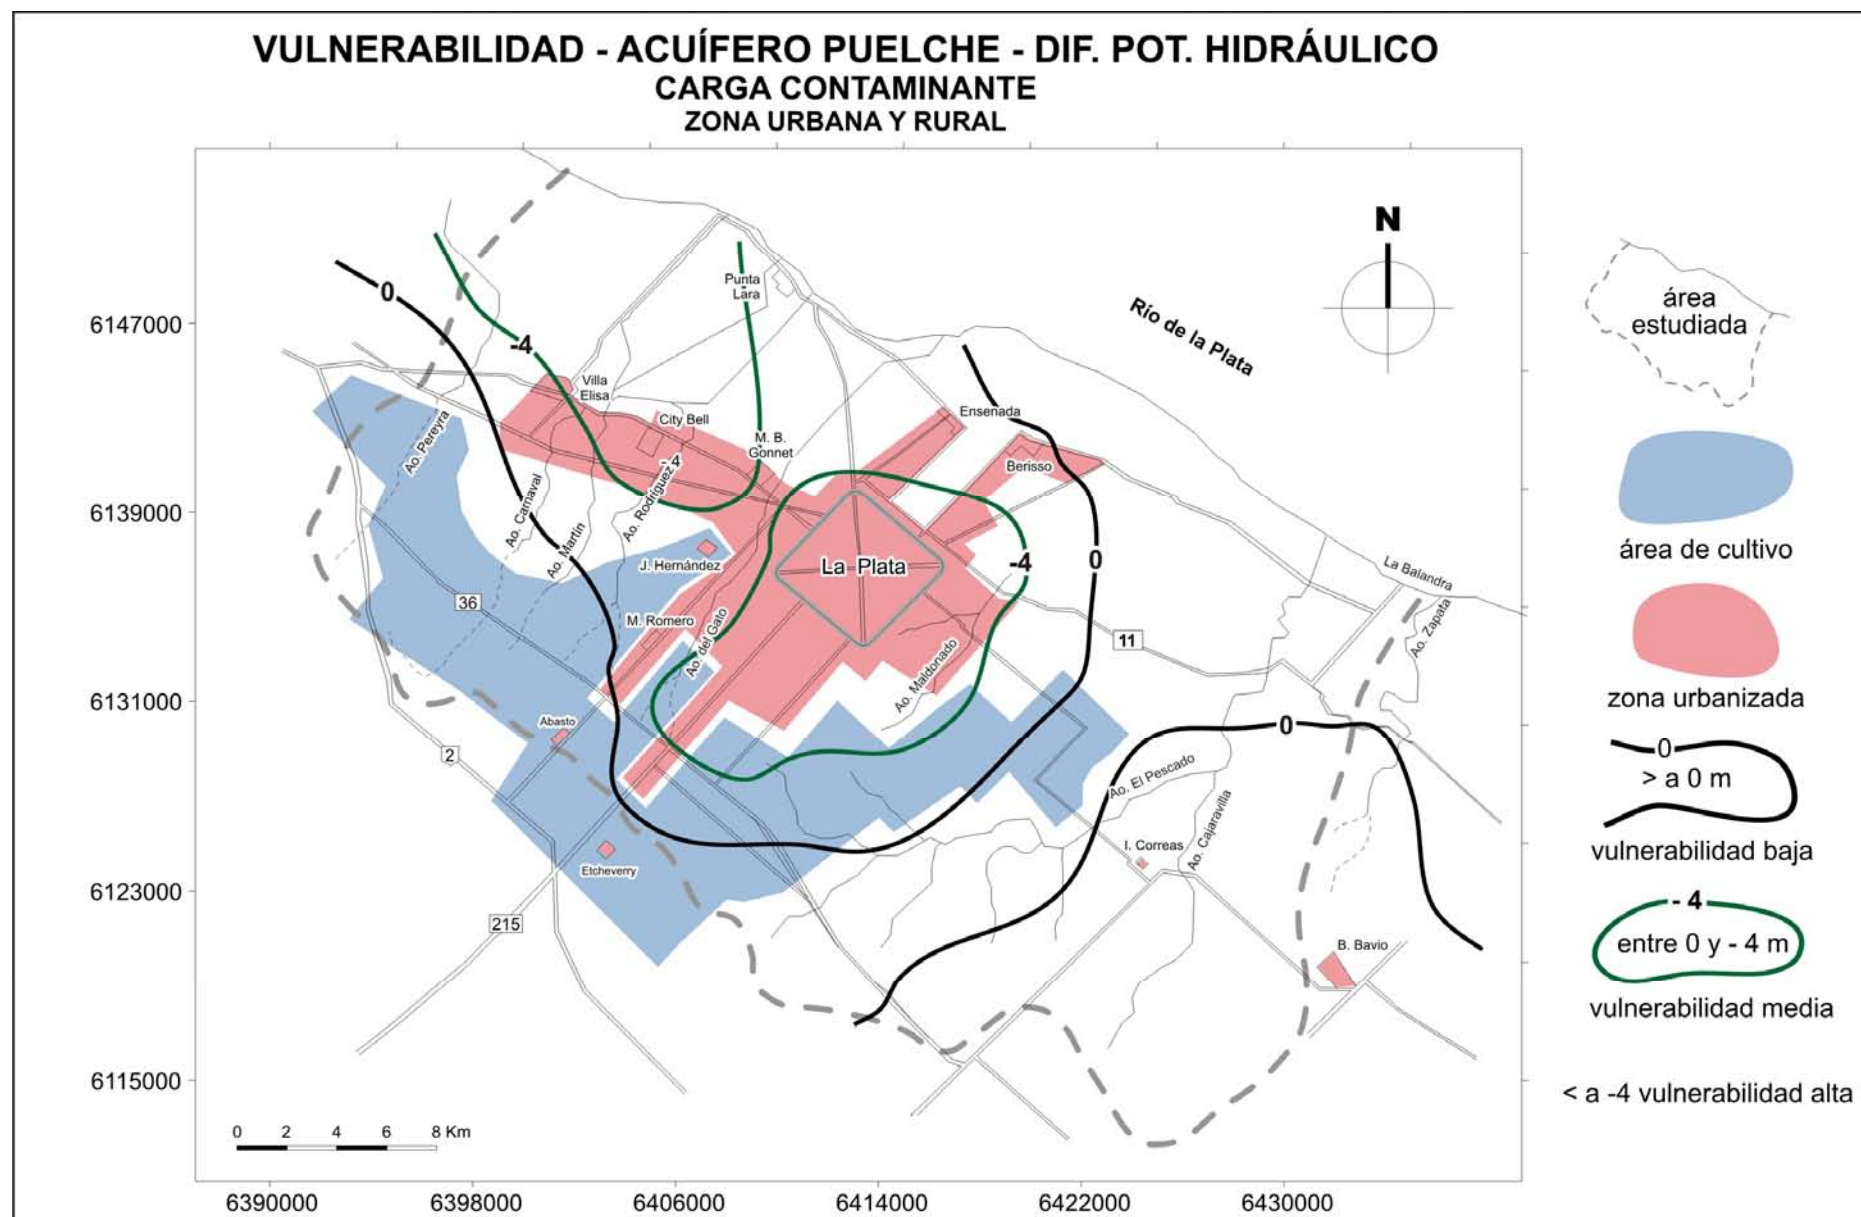 VULNERABILIDAD - ACUÍFERO PUELCHE - DIF. POT. HIDRÁULICO
CARGA CONTAMINANTE
ZONA URBANA Y RURAL
N
Río de la Plata
0
-4
Punta
Lara
6147000
6139000
6131000
6123000
6115000
Villa
Elisa
City Bell
M. B.
Gonnet
- 4
Ensenada
Berisso
Ao. Pereyra
Ao. Carnaval
Ao. Martín
Ao. Rodríguez
J. Hernández
La Plata
-4
0
La Balandra
36
M. Romero
Ao. del Gato
11
Ao. Zapata
Ao. Maldonado
Abasto
2
0
Ao. El Pescado
I. Correas
Ao. Cajaravilla
Etcheverry
215
B. Bavio
0 2 4 6 8 Km
6390000 6398000 6406000 6414000 6422000 6430000
área
estudiada
área de cultivo
zona urbanizada
0
> a 0 m
vulnerabilidad baja
- 4
entre 0 y - 4 m
vulnerabilidad media
< a -4 vulnerabilidad alta